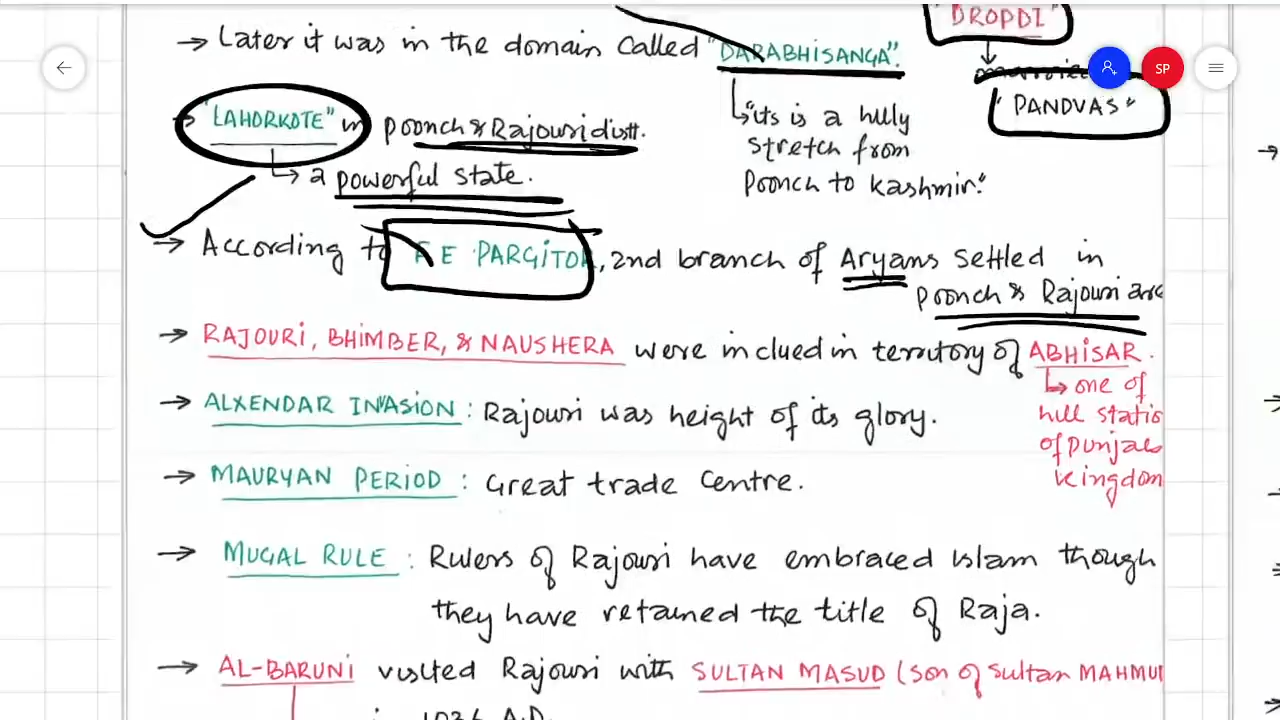 "DROPDI"
→ Later it was in the domain called "DARABHISANGA".
SP
"PANDVAS"
"its is a hilly
stretch from
Poonch to Kashmir."
→ "LAHORKOTE" in poonch & Rajouri distt.
↳ a powerful state.
→ According to F E PARGITOR, 2nd branch of Aryans settled in
poonch & Rajouri are
→ RAJOURI, BHIMBER, & NAUSHERA were inclued in territory of ABHISAR.
↳ one of
hill statio
of punjab
kingdom
→ ALXENDAR INVASION : Rajouri was height of its glory.
→ MAURYAN PERIOD : Great trade Centre.
→ MUGAL RULE : Rulers of Rajouri have embraced islam though
they have retained the title of Raja.
→ AL-BARUNI visited Rajouri with SULTAN MASUD (son of Sultan MAHMU
in 1036 A.D.